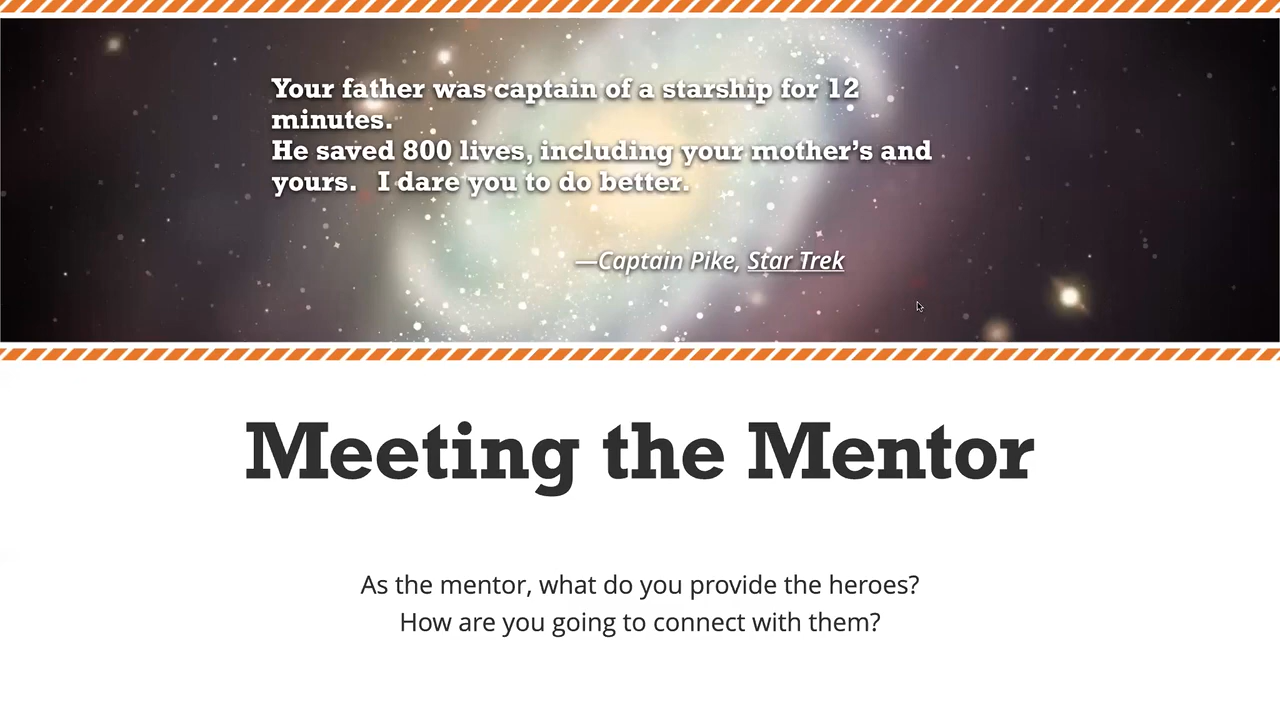 Your father was captain of a starship for 12
minutes.
He saved 800 lives, including your mother’s and
yours.   I dare you to do better.
—Captain Pike, Star Trek
Meeting the Mentor
As the mentor, what do you provide the heroes?
How are you going to connect with them?